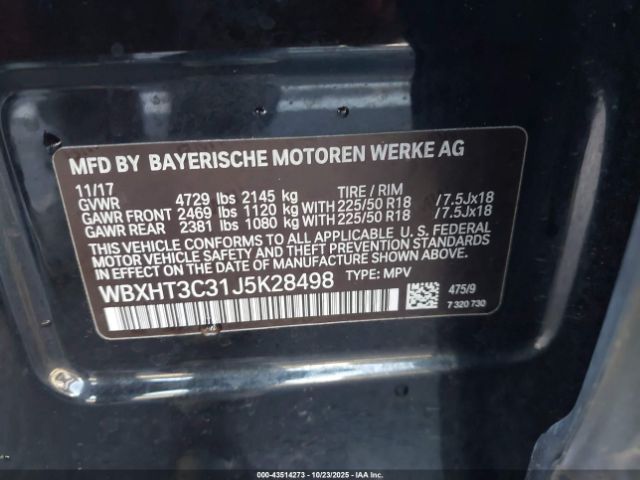 MFD BY BAYERISCHE MOTOREN WERKE AG
11/17 TIRE / RIM
GVWR 4729 lbs 2145 kg
GAWR FRONT 2469 lbs 1120 kg WITH 225/50 R18 /7.5Jx18
GAWR REAR 2381 lbs 1080 kg WITH 225/50 R18 /7.5Jx18
THIS VEHICLE CONFORMS TO ALL APPLICABLE U. S. FEDERAL
MOTOR VEHICLE SAFETY AND THEFT PREVENTION STANDARDS
IN EFFECT ON THE DATE OF MANUFACTURE SHOWN ABOVE.
WBXHT3C31J5K28498 TYPE: MPV
475/9
7 320 730
000-43514273 - 10/23/2025 - IAAI.COM